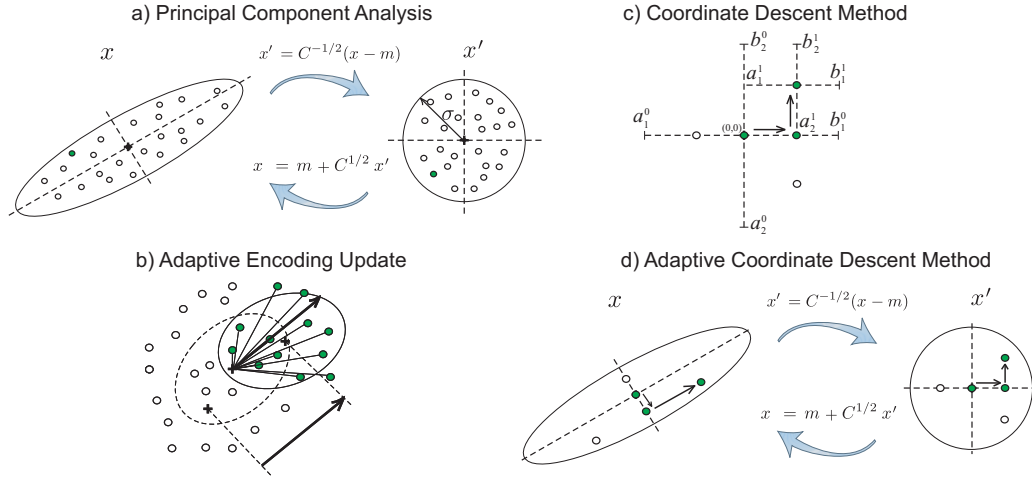 a) Principal Component Analysis
x
x′ = C^{-1/2}(x − m)
x′
σ
x = m + C^{1/2} x′
c) Coordinate Descent Method
b_2^0
b_2^1
a_1^1
b_1^1
a_1^0
(0,0)
a_2^1
b_1^0
a_2^0
b) Adaptive Encoding Update
d) Adaptive Coordinate Descent Method
x
x′ = C^{-1/2}(x − m)
x′
x = m + C^{1/2} x′